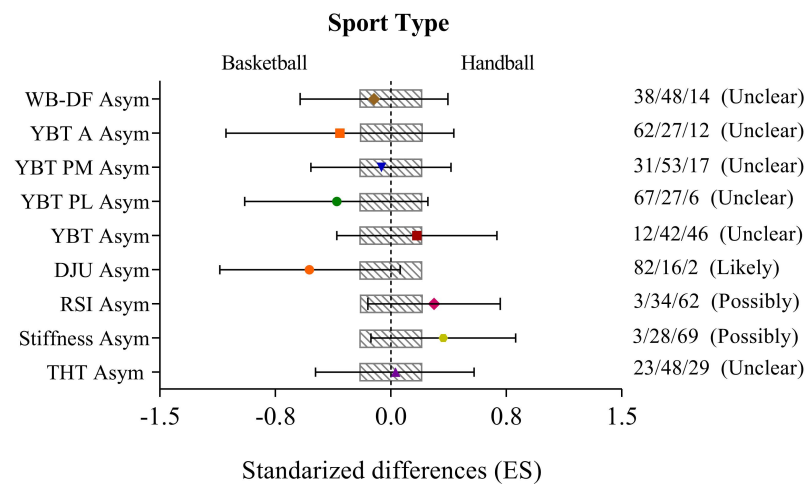 Sport Type
Basketball Handball
WB-DF Asym 38/48/14 (Unclear)
YBT A Asym 62/27/12 (Unclear)
YBT PM Asym 31/53/17 (Unclear)
YBT PL Asym 67/27/6 (Unclear)
YBT Asym 12/42/46 (Unclear)
DJU Asym 82/16/2 (Likely)
RSI Asym 3/34/62 (Possibly)
Stiffness Asym 3/28/69 (Possibly)
THT Asym 23/48/29 (Unclear)
-1.5 -0.8 0.0 0.8 1.5
Standarized differences (ES)